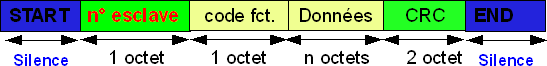 START n° esclave code fct. Données CRC END
Silence 1 octet 1 octet n octets 2 octet Silence